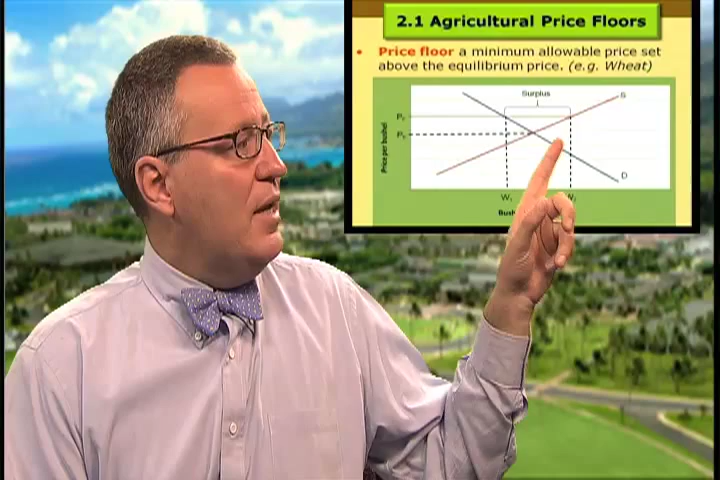 2.1 Agricultural Price Floors
• Price floor a minimum allowable price set
above the equilibrium price. (e.g. Wheat)
Surplus
S
Price per bushel
D